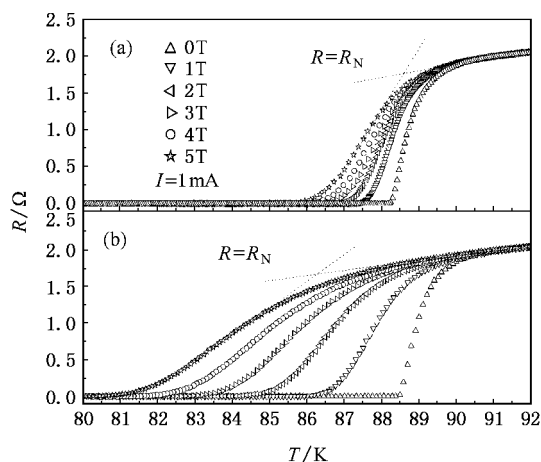 (a)
△ 0T
▽ 1T
◁ 2T
▷ 3T
○ 4T
☆ 5T
I=1mA
R=R_N
2.5
2.0
1.5
1.0
0.5
0.0
R/Ω
(b)
R=R_N
2.5
2.0
1.5
1.0
0.5
0.0
80 81 82 83 84 85 86 87 88 89 90 91 92
T/K